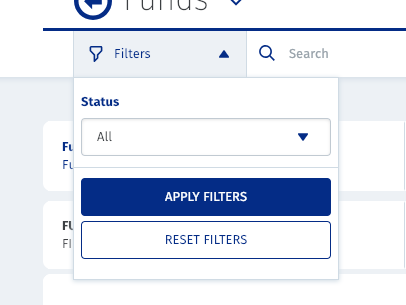 Funds
Filters
Search
Status
All
APPLY FILTERS
RESET FILTERS